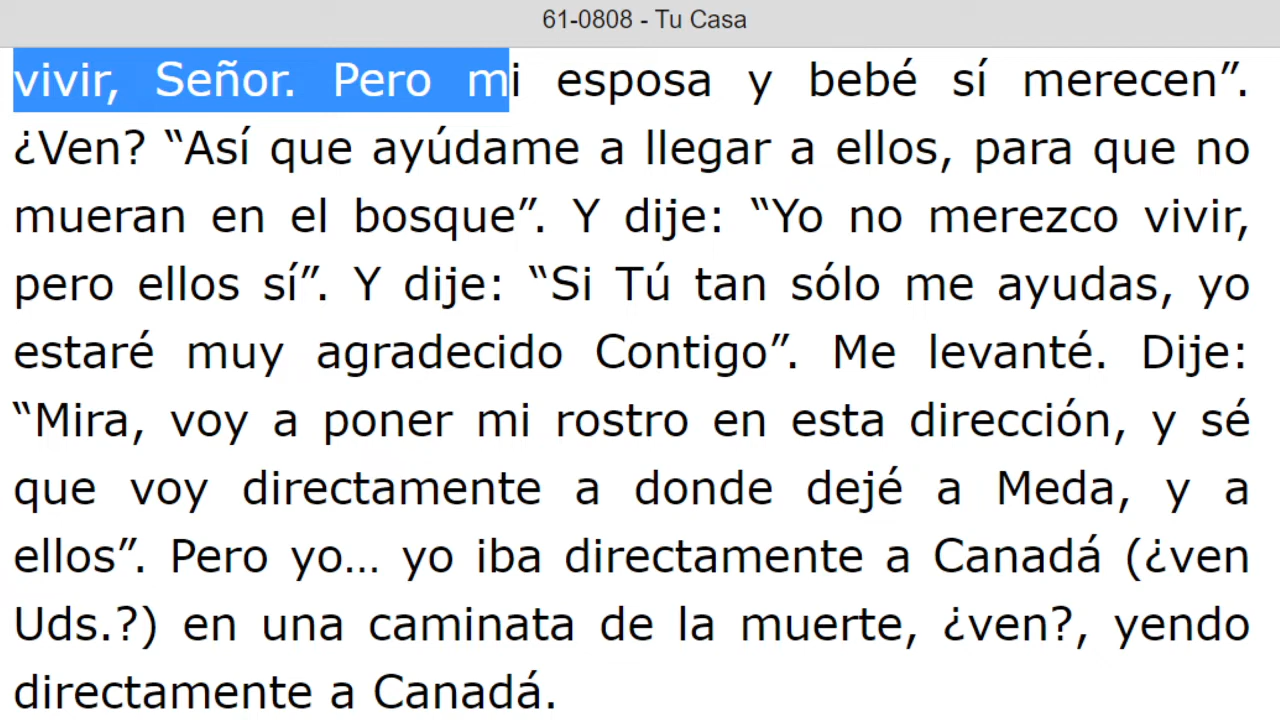 61-0808 - Tu Casa
vivir, Señor. Pero mi esposa y bebé sí merecen”.
¿Ven? “Así que ayúdame a llegar a ellos, para que no
mueran en el bosque”. Y dije: “Yo no merezco vivir,
pero ellos sí”. Y dije: “Si Tú tan sólo me ayudas, yo
estaré muy agradecido Contigo”. Me levanté. Dije:
“Mira, voy a poner mi rostro en esta dirección, y sé
que voy directamente a donde dejé a Meda, y a
ellos”. Pero yo… yo iba directamente a Canadá (¿ven
Uds.?) en una caminata de la muerte, ¿ven?, yendo
directamente a Canadá.